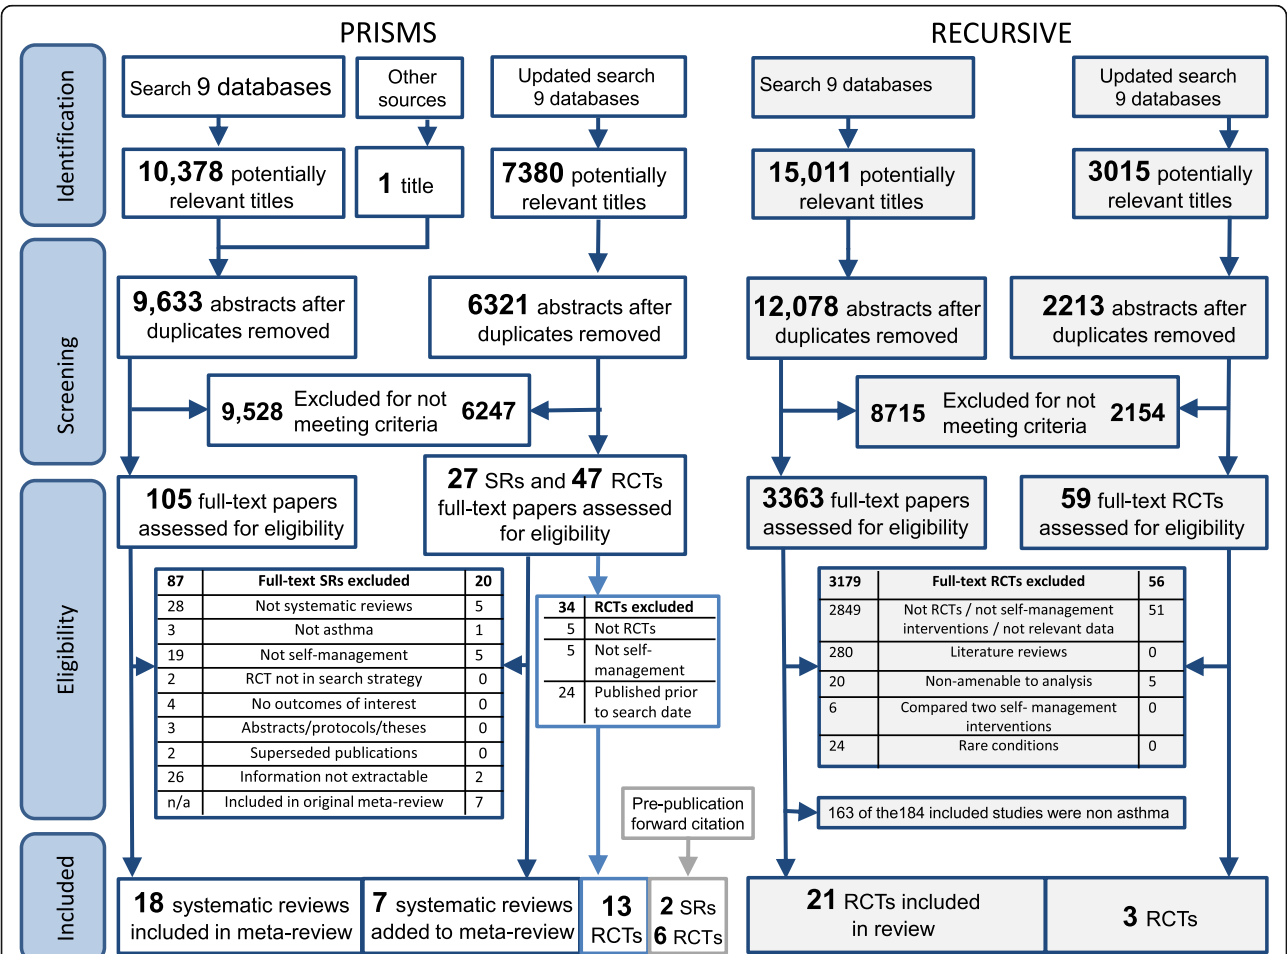 PRISMS
RECURSIVE
Identification
Search 9 databases
Other
sources
Updated search
9 databases
Search 9 databases
Updated search
9 databases
10,378 potentially
relevant titles
1 title
7380 potentially
relevant titles
15,011 potentially
relevant titles
3015 potentially
relevant titles
Screening
9,633 abstracts after
duplicates removed
6321 abstracts after
duplicates removed
12,078 abstracts after
duplicates removed
2213 abstracts after
duplicates removed
9,528 Excluded for not 6247
meeting criteria
8715 Excluded for not 2154
meeting criteria
Eligibility
105 full-text papers
assessed for eligibility
27 SRs and 47 RCTs
full-text papers assessed
for eligibility
3363 full-text papers
assessed for eligibility
59 full-text RCTs
assessed for eligibility
87 Full-text SRs excluded 20
28 Not systematic reviews 5
3 Not asthma 1
19 Not self-management 5
2 RCT not in search strategy 0
4 No outcomes of interest 0
3 Abstracts/protocols/theses 0
2 Superseded publications 0
26 Information not extractable 2
n/a Included in original meta-review 7
34 RCTs excluded
5 Not RCTs
5 Not self-
management
24 Published prior
to search date
3179 Full-text RCTs excluded 56
2849 Not RCTs / not self-management 51
interventions / not relevant data
280 Literature reviews 0
20 Non-amenable to analysis 5
6 Compared two self- management 0
interventions
24 Rare conditions 0
Pre-publication
forward citation
163 of the184 included studies were non asthma
Included
18 systematic reviews
included in meta-review
7 systematic reviews
added to meta-review
13
RCTs
2 SRs
6 RCTs
21 RCTs included
in review
3 RCTs